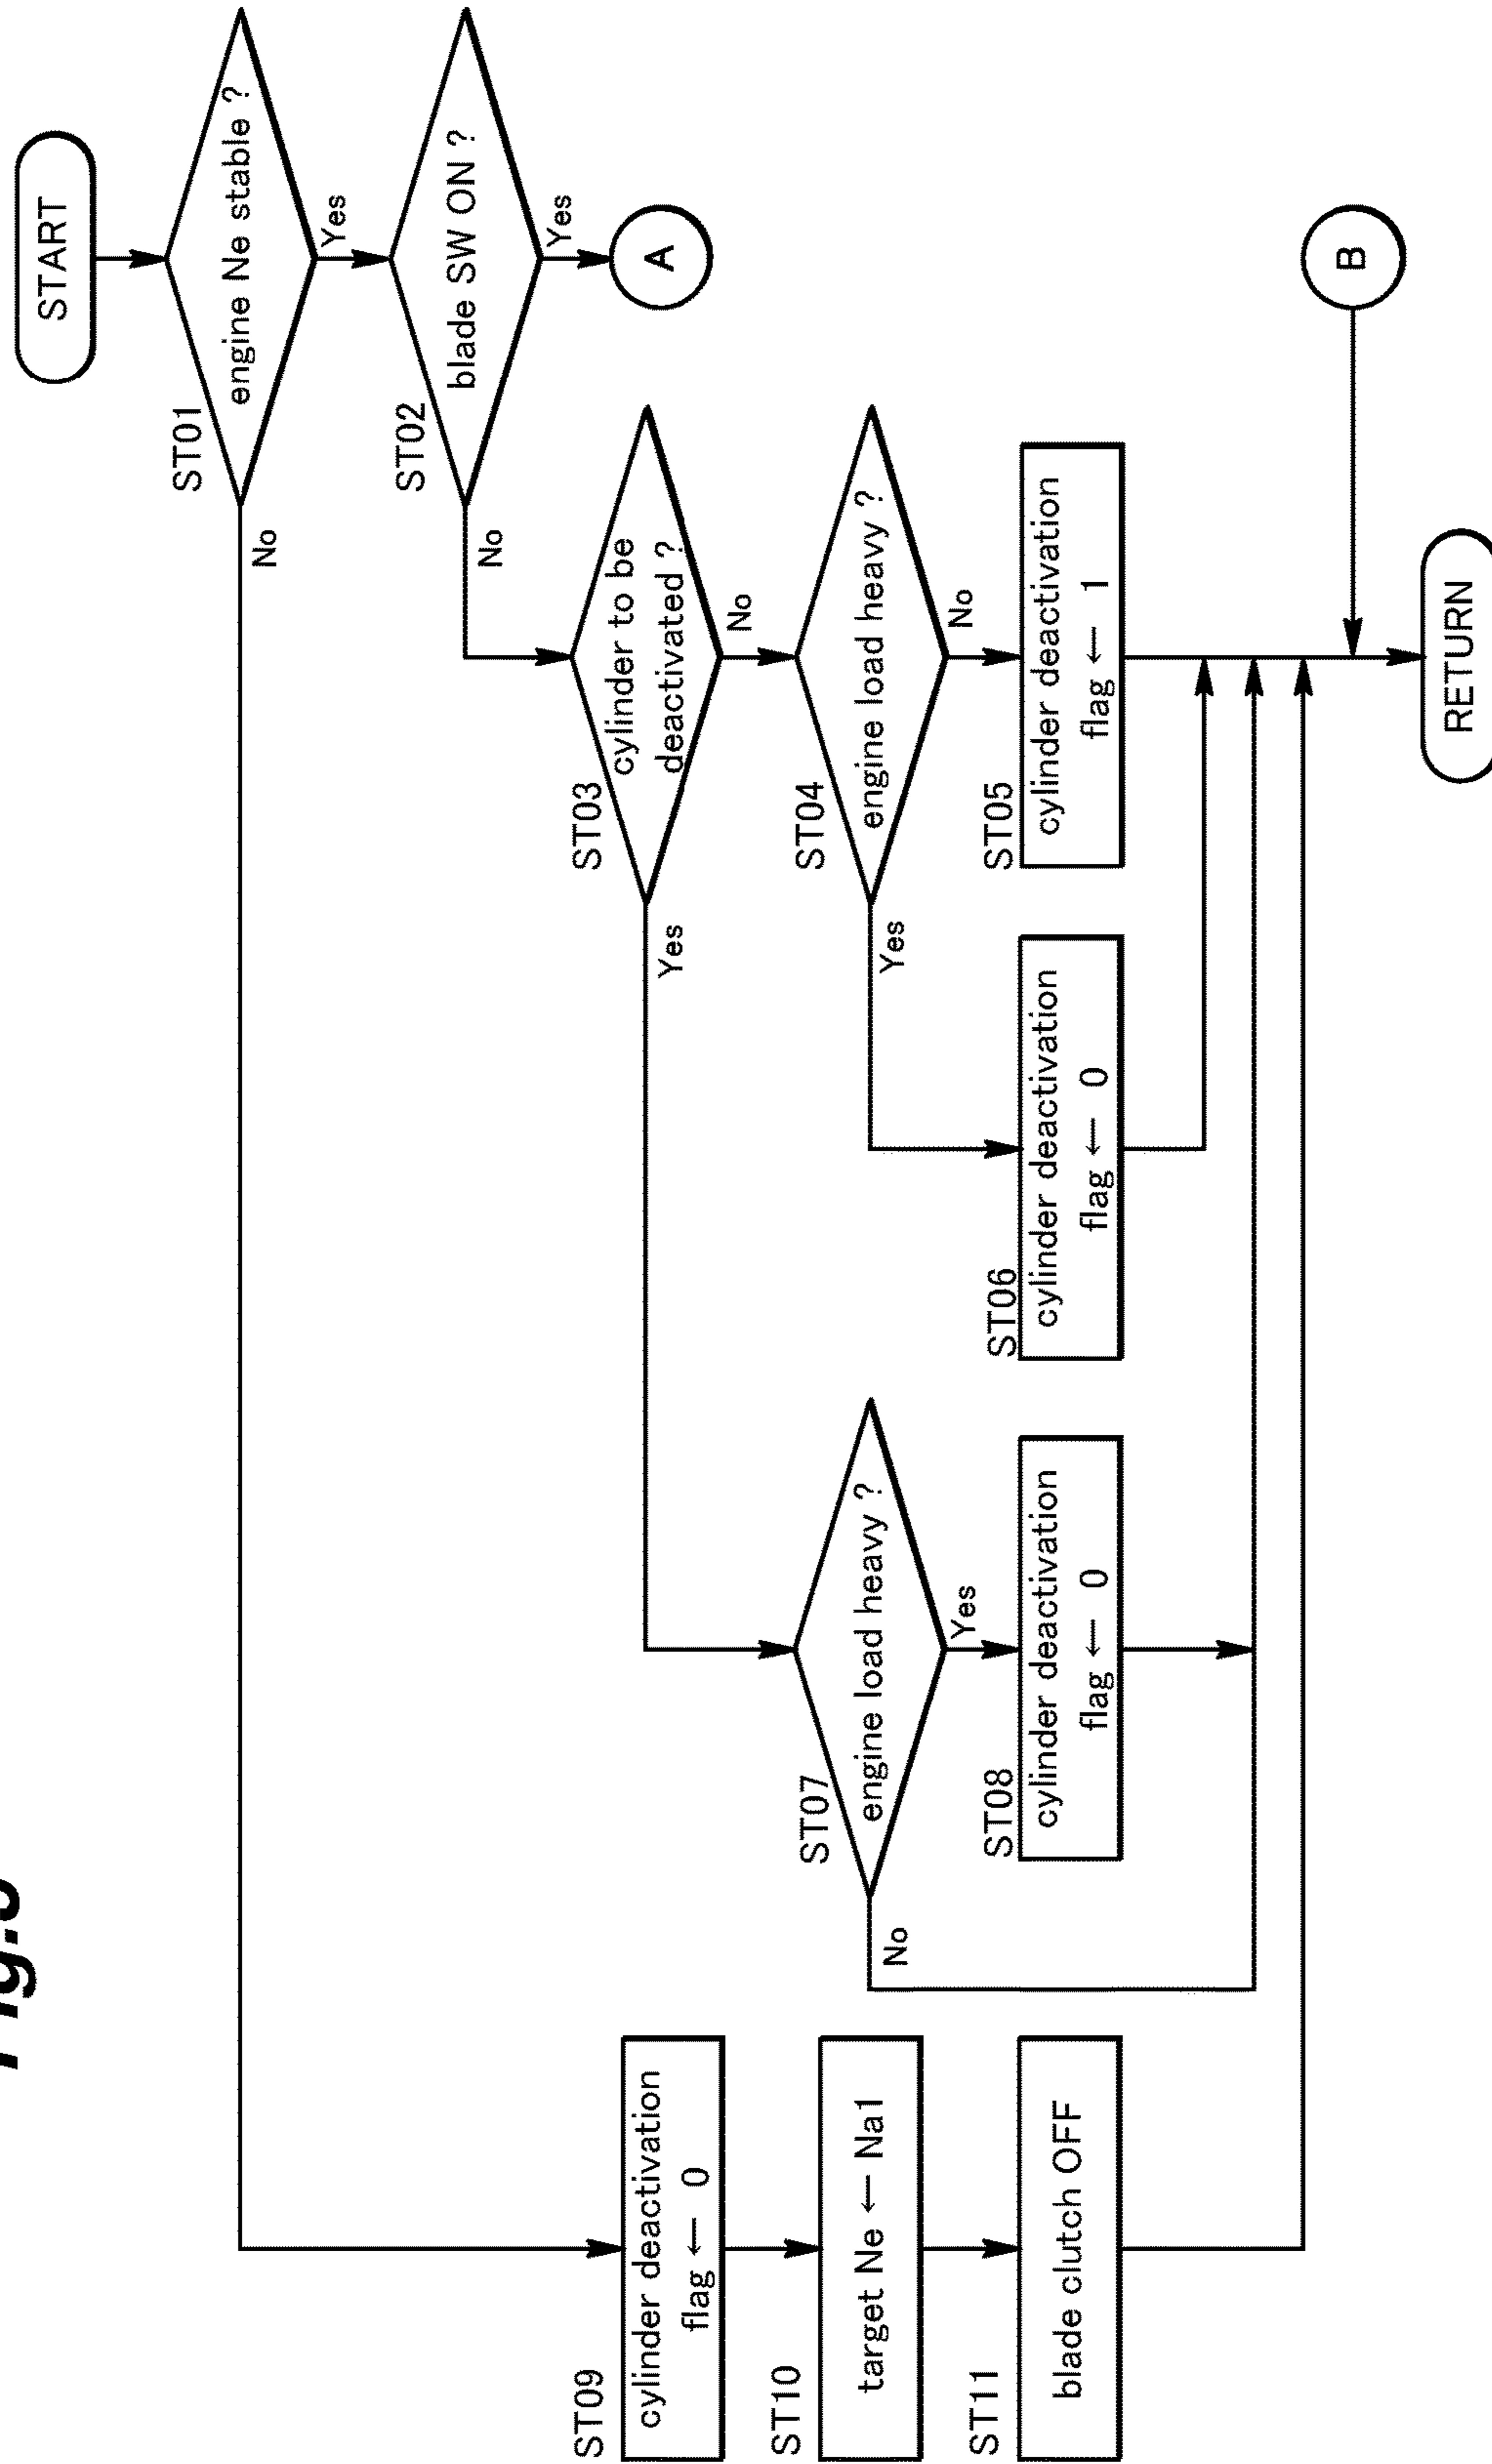 START
ST01
engine Ne stable ?
No
Yes
ST02
blade SW ON ?
No
Yes
A
ST03
cylinder to be
deactivated ?
Yes
No
ST04
engine load heavy ?
Yes
No
ST05
cylinder deactivation
flag ← 1
ST06
cylinder deactivation
flag ← 0
ST07
engine load heavy ?
No
Yes
ST08
cylinder deactivation
flag ← 0
ST09
cylinder deactivation
flag ← 0
ST10
target Ne ← Na1
ST11
blade clutch OFF
B
RETURN